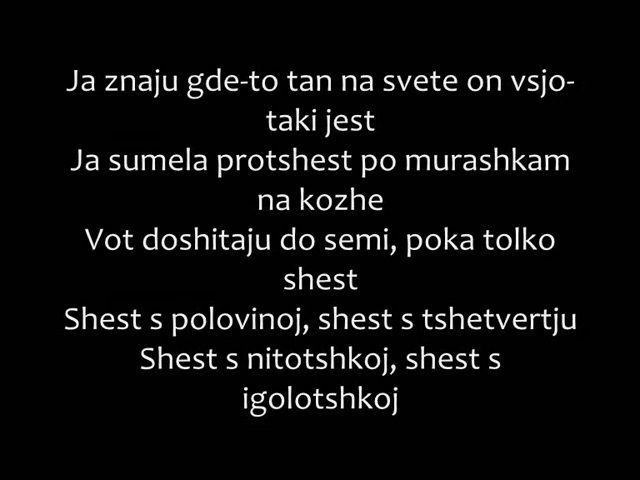 Ja znaju gde-to tan na svete on vsjo-
taki jest
Ja sumela protshest po murashkam
na kozhe
Vot doshitaju do semi, poka tolko
shest
Shest s polovinoj, shest s tshetvertju
Shest s nitotshkoj, shest s
igolotshkoj